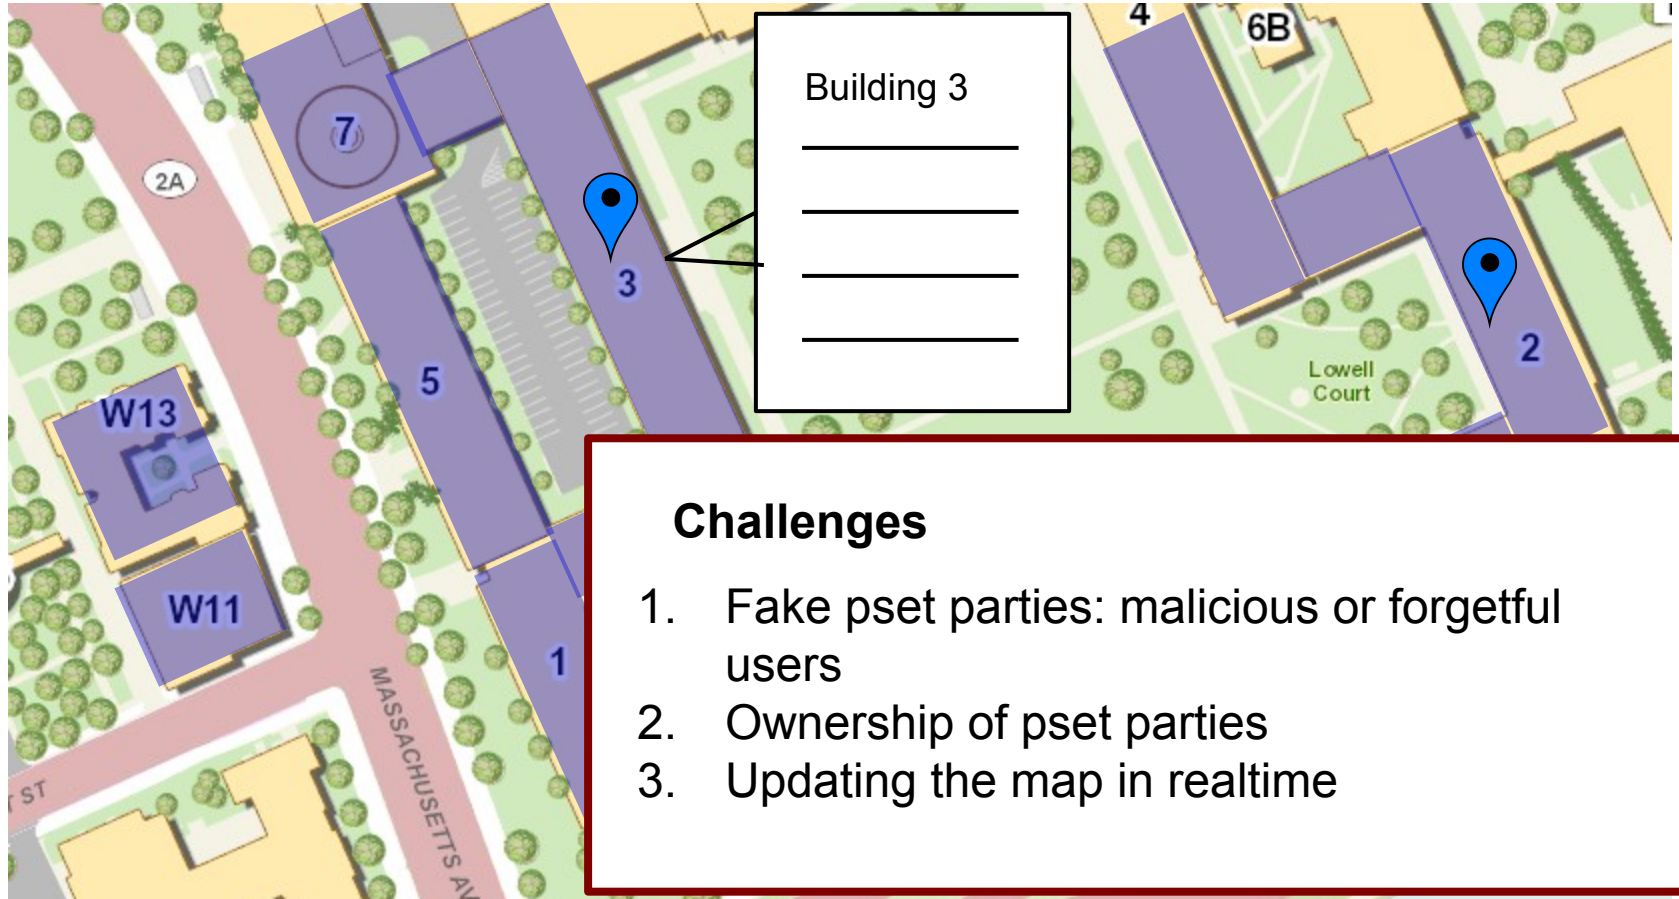 4
6B
Building 3
7
2A
3
2
5
Lowell
Court
W13
W11
1
MASSACHUSETTS AV
ST
Challenges
1. Fake pset parties: malicious or forgetful
users
2. Ownership of pset parties
3. Updating the map in realtime